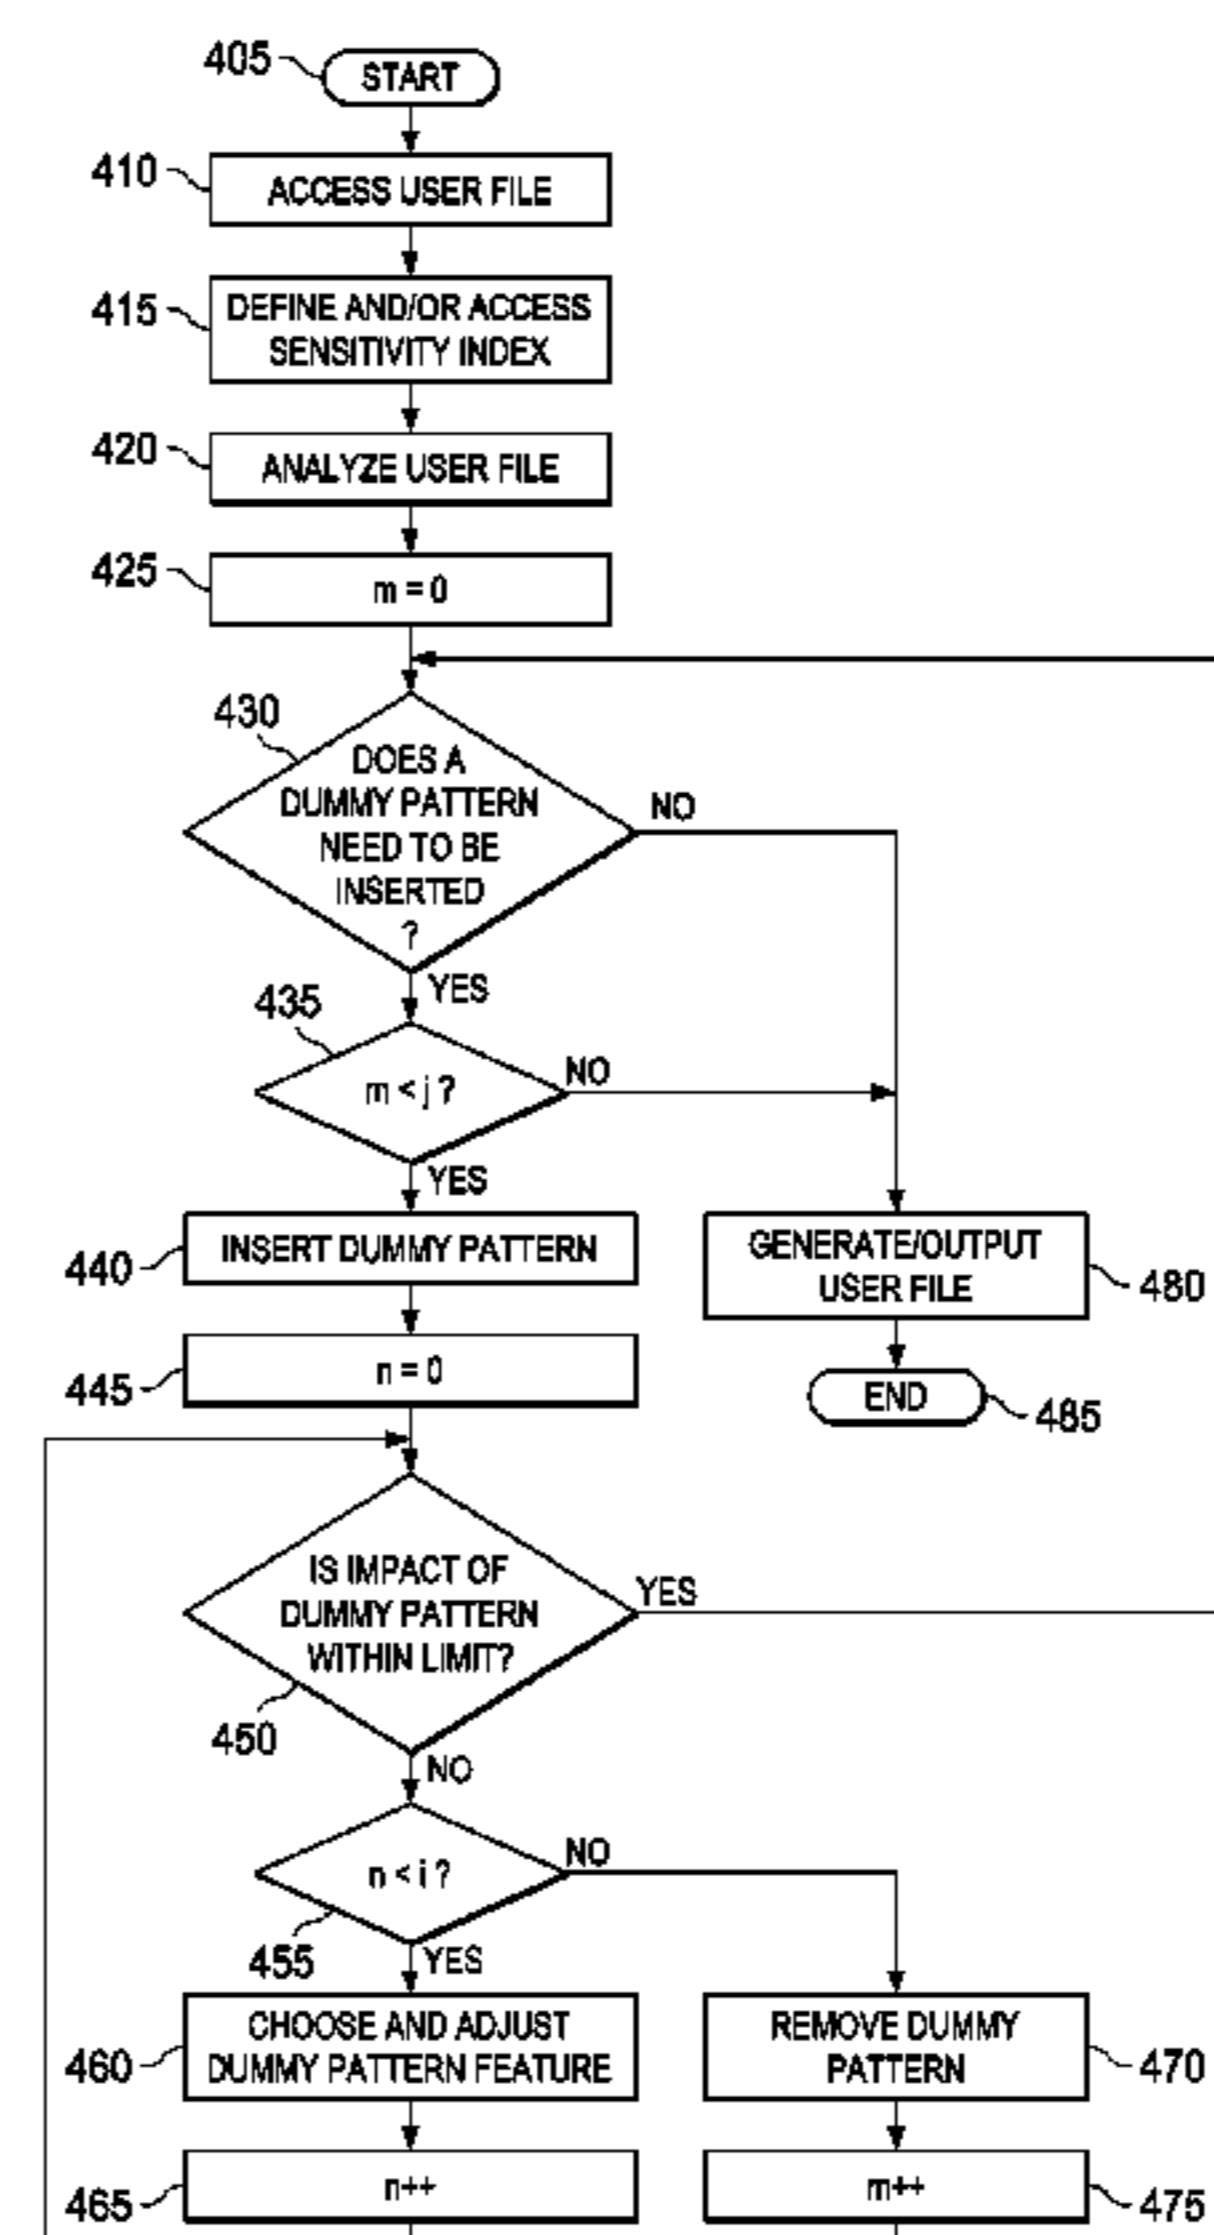 405
START
410
ACCESS USER FILE
415
DEFINE AND/OR ACCESS
SENSITIVITY INDEX
420
ANALYZE USER FILE
425
m = 0
430
DOES A
DUMMY PATTERN
NEED TO BE
INSERTED
?
NO
YES
435
m < j ?
NO
YES
440
INSERT DUMMY PATTERN
GENERATE/OUTPUT
USER FILE
480
445
n = 0
END
485
IS IMPACT OF
DUMMY PATTERN
WITHIN LIMIT?
YES
450
NO
n < i ?
NO
455
YES
460
CHOOSE AND ADJUST
DUMMY PATTERN FEATURE
REMOVE DUMMY
PATTERN
470
465
n++
m++
475